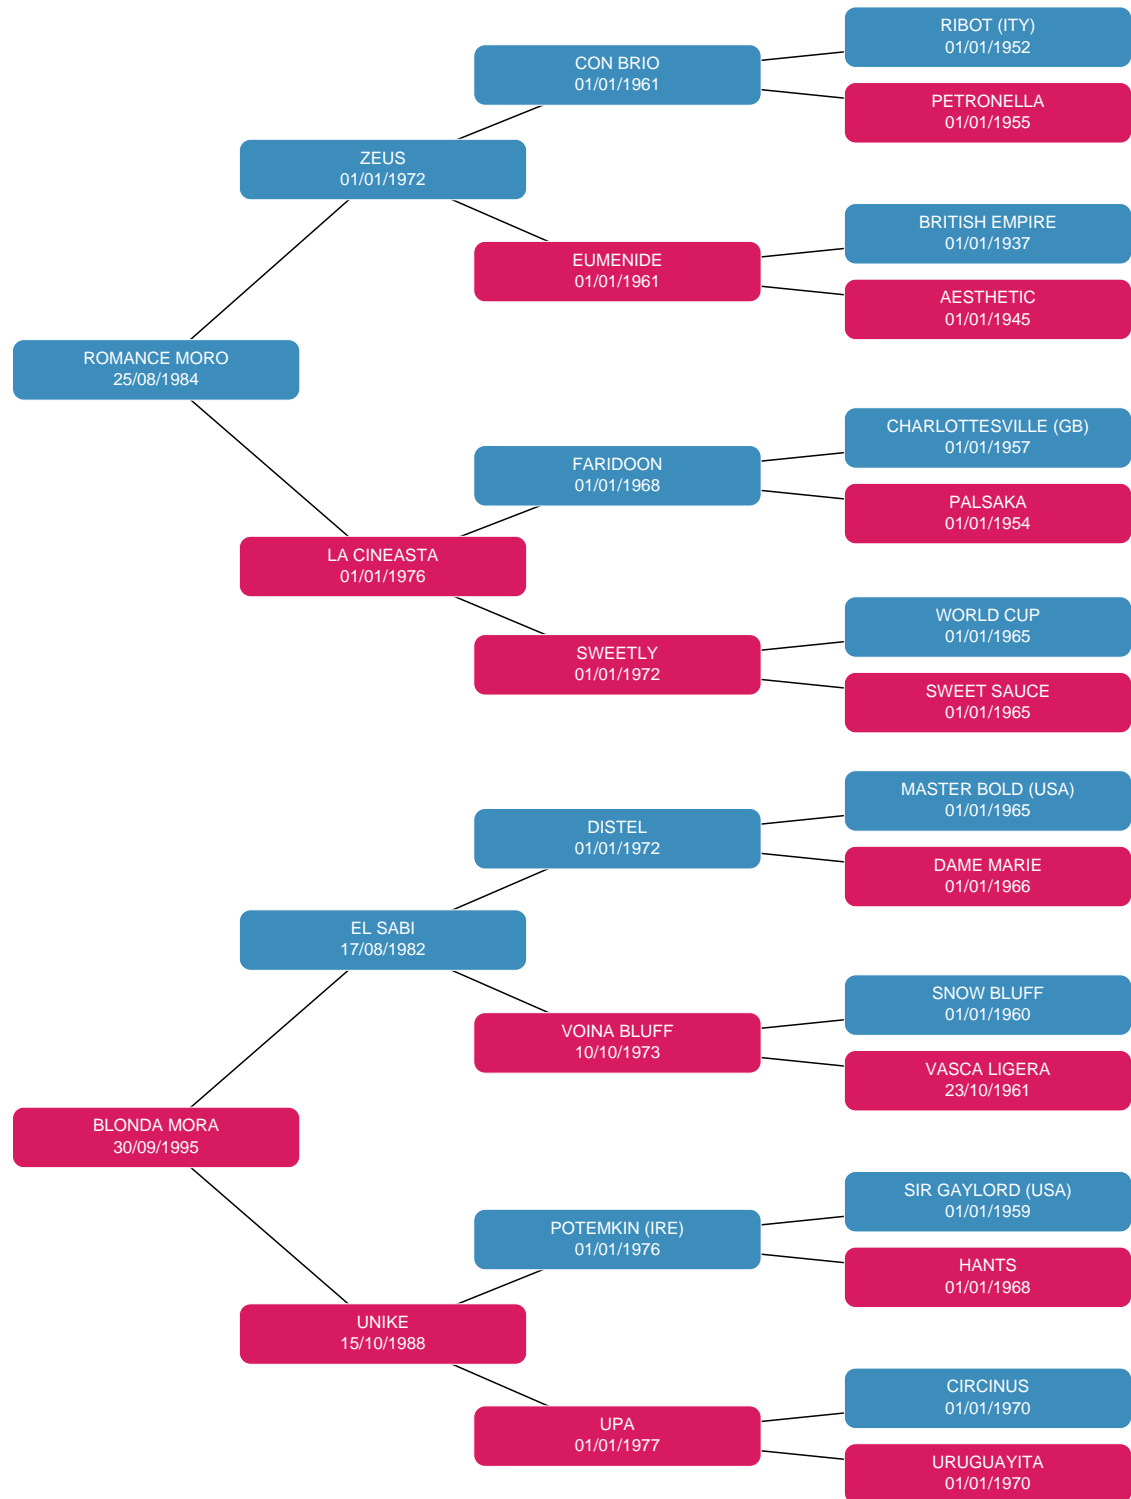 RIBOT (ITY)
01/01/1952
CON BRIO
01/01/1961
PETRONELLA
01/01/1955
ZEUS
01/01/1972
BRITISH EMPIRE
01/01/1937
EUMENIDE
01/01/1961
AESTHETIC
01/01/1945
ROMANCE MORO
25/08/1984
CHARLOTTESVILLE (GB)
01/01/1957
FARIDOON
01/01/1968
PALSAKA
01/01/1954
LA CINEASTA
01/01/1976
WORLD CUP
01/01/1965
SWEETLY
01/01/1972
SWEET SAUCE
01/01/1965
MASTER BOLD (USA)
01/01/1965
DISTEL
01/01/1972
DAME MARIE
01/01/1966
EL SABI
17/08/1982
SNOW BLUFF
01/01/1960
VOINA BLUFF
10/10/1973
VASCA LIGERA
23/10/1961
BLONDA MORA
30/09/1995
SIR GAYLORD (USA)
01/01/1959
POTEMKIN (IRE)
01/01/1976
HANTS
01/01/1968
UNIKE
15/10/1988
CIRCINUS
01/01/1970
UPA
01/01/1977
URUGUAYITA
01/01/1970